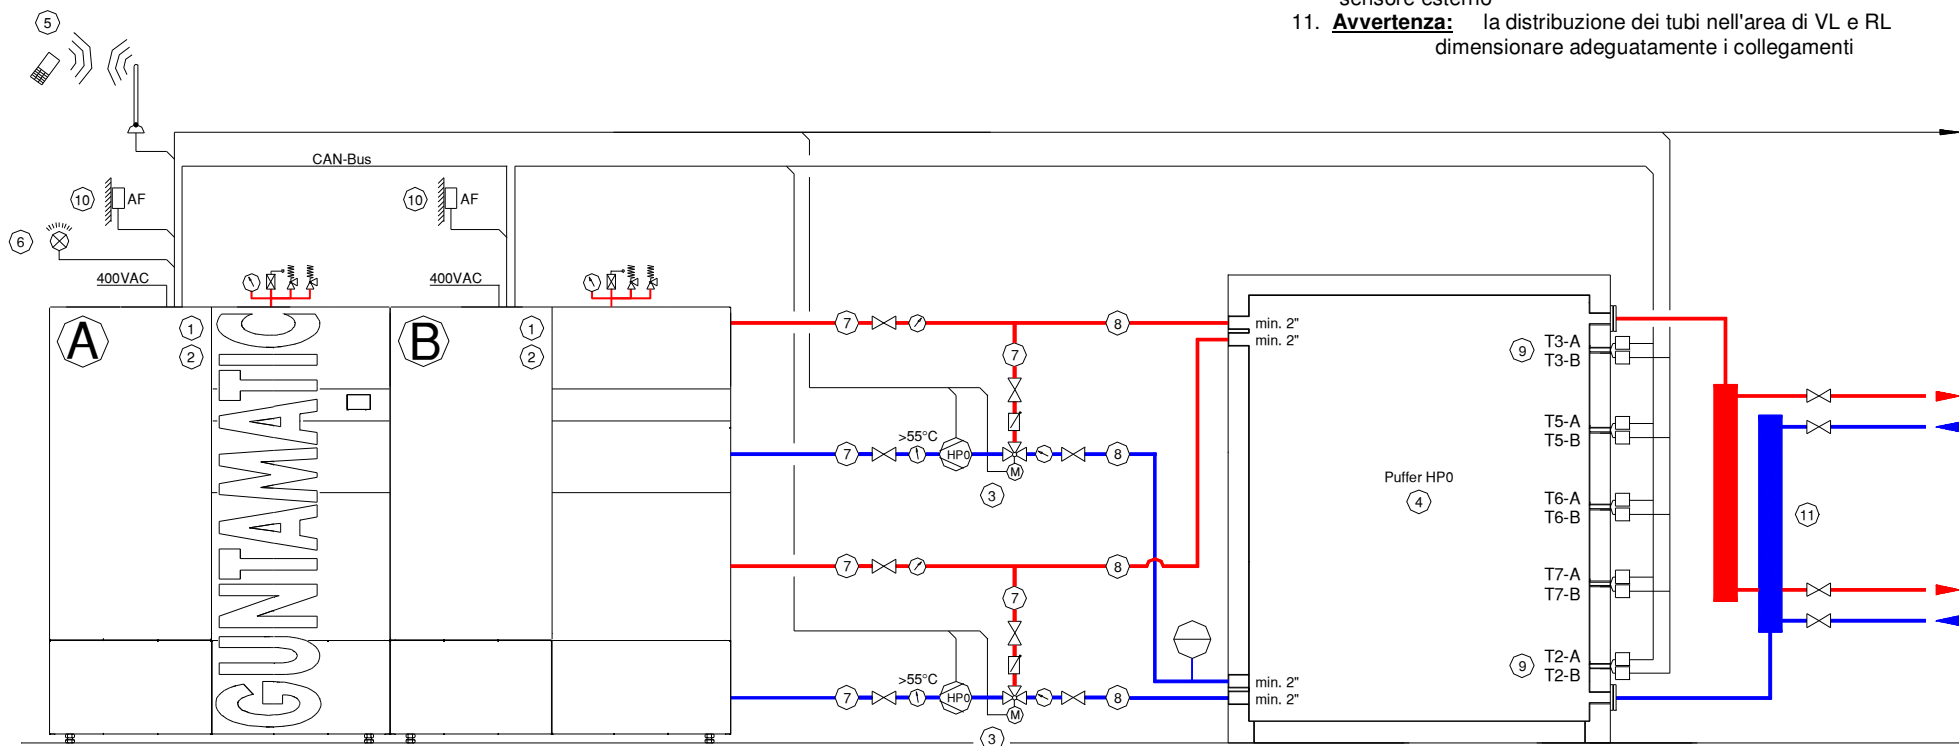 sensore esterno
11. Avvertenza: la distribuzione dei tubi nell'area di VL e RL
dimensionare adeguatamente i collegamenti
5
CAN-Bus
10 AF
10 AF
6
400VAC
400VAC
A 1
2
B 1
2
GUNTAMATIC
7 8
min. 2"
min. 2"
7
9 T3-A
T3-B
T5-A
T5-B
>55°C
7 HP0 8
M
3
Puffer HP0
4
T6-A
T6-B
11
7 8
7
T7-A
T7-B
9 T2-A
T2-B
>55°C
min. 2"
min. 2"
7 HP0 8
M
3